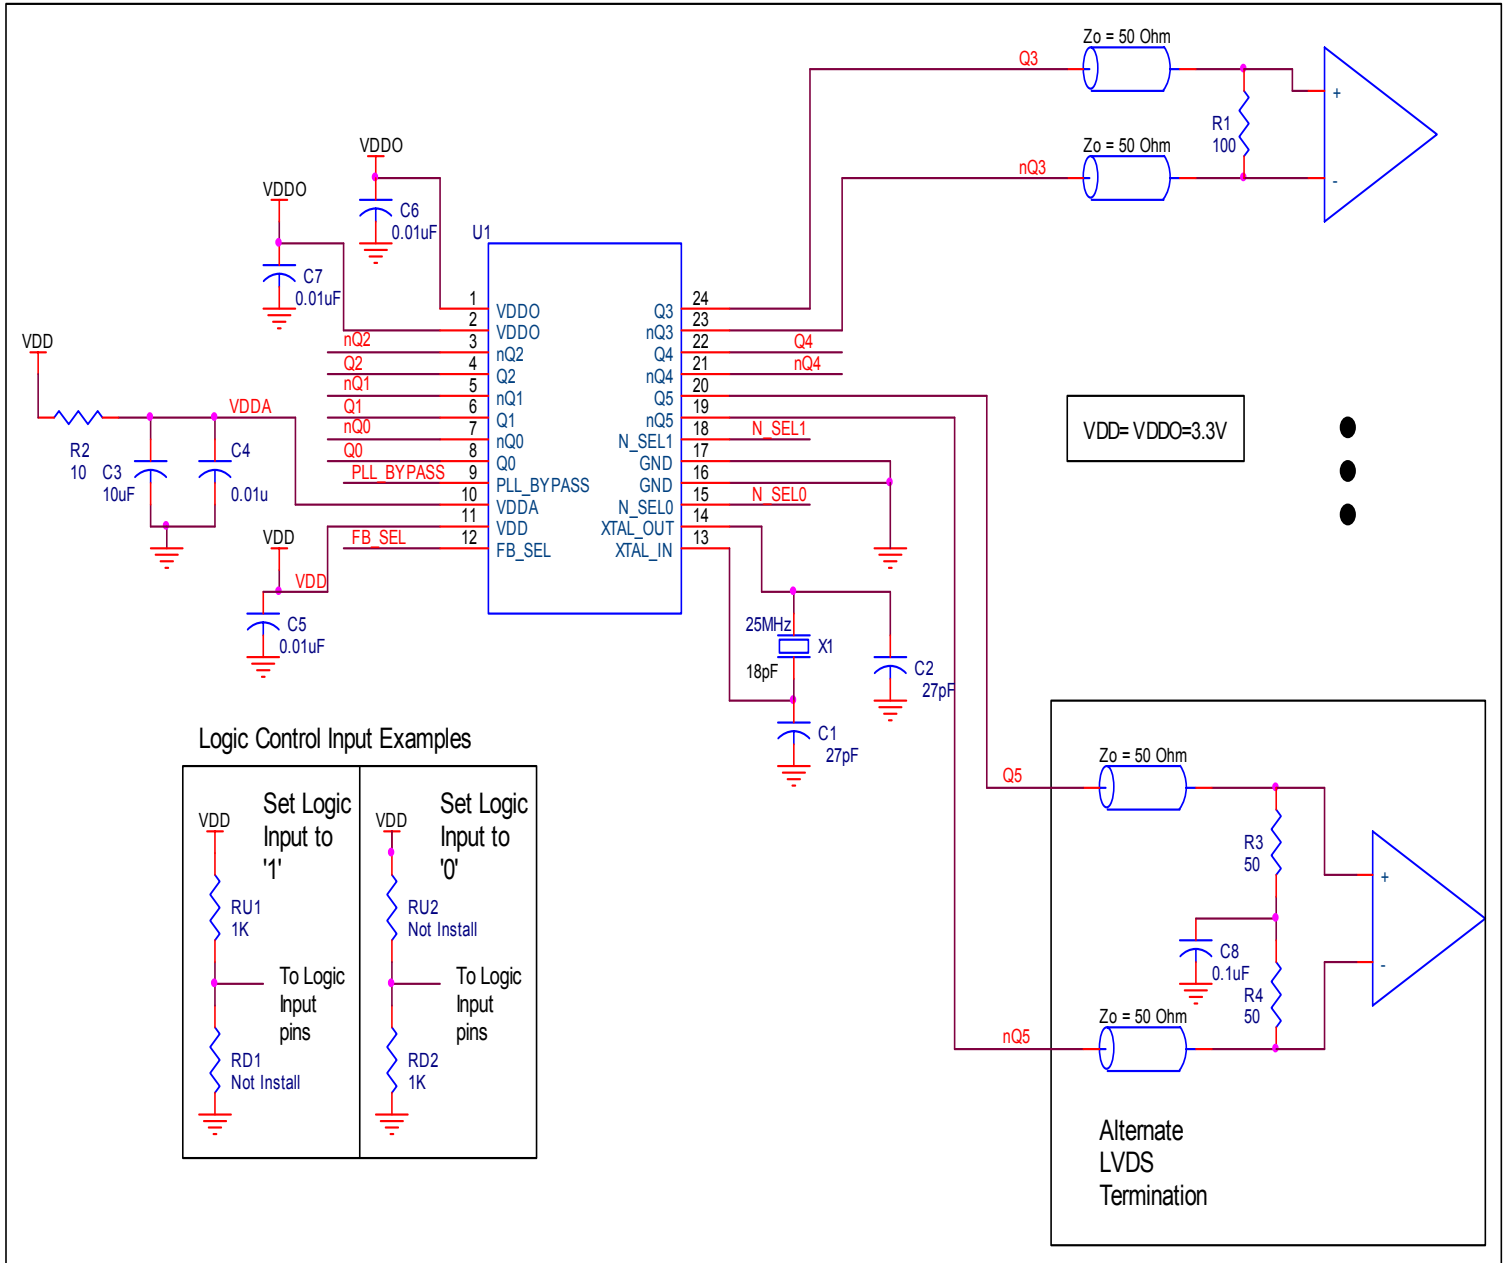 Zo = 50 Ohm
Q3
+
R1
100
Zo = 50 Ohm
nQ3
-
VDDO
C6
0.01uF
VDDO
C7
0.01uF
U1
1 VDDO
2 VDDO
nQ2 3 nQ2
Q2 4 Q2
nQ1 5 nQ1
Q1 6 Q1
nQ0 7 nQ0
Q0 8 Q0
PLL_BYPASS 9 PLL_BYPASS
10 VDDA
11 VDD
FB_SEL 12 FB_SEL
Q3 24
nQ3 23
Q4 22 Q4
nQ4 21 nQ4
Q5 20
nQ5 19
N_SEL1 18 N_SEL1
GND 17
GND 16
N_SEL0 15 N_SEL0
XTAL_OUT 14
XTAL_IN 13
VDD
VDDA
R2
10
C3
10uF
C4
0.01u
VDD
VDD
C5
0.01uF
VDD= VDDO=3.3V
25MHz
X1
18pF
C2
27pF
C1
27pF
Logic Control Input Examples
VDD
Set Logic
Input to
'1'
RU1
1K
To Logic
Input
pins
RD1
Not Install
VDD
Set Logic
Input to
'0'
RU2
Not Install
To Logic
Input
pins
RD2
1K
Q5
Zo = 50 Ohm
R3
50
+
C8
0.1uF
-
R4
50
nQ5
Zo = 50 Ohm
Alternate
LVDS
Termination